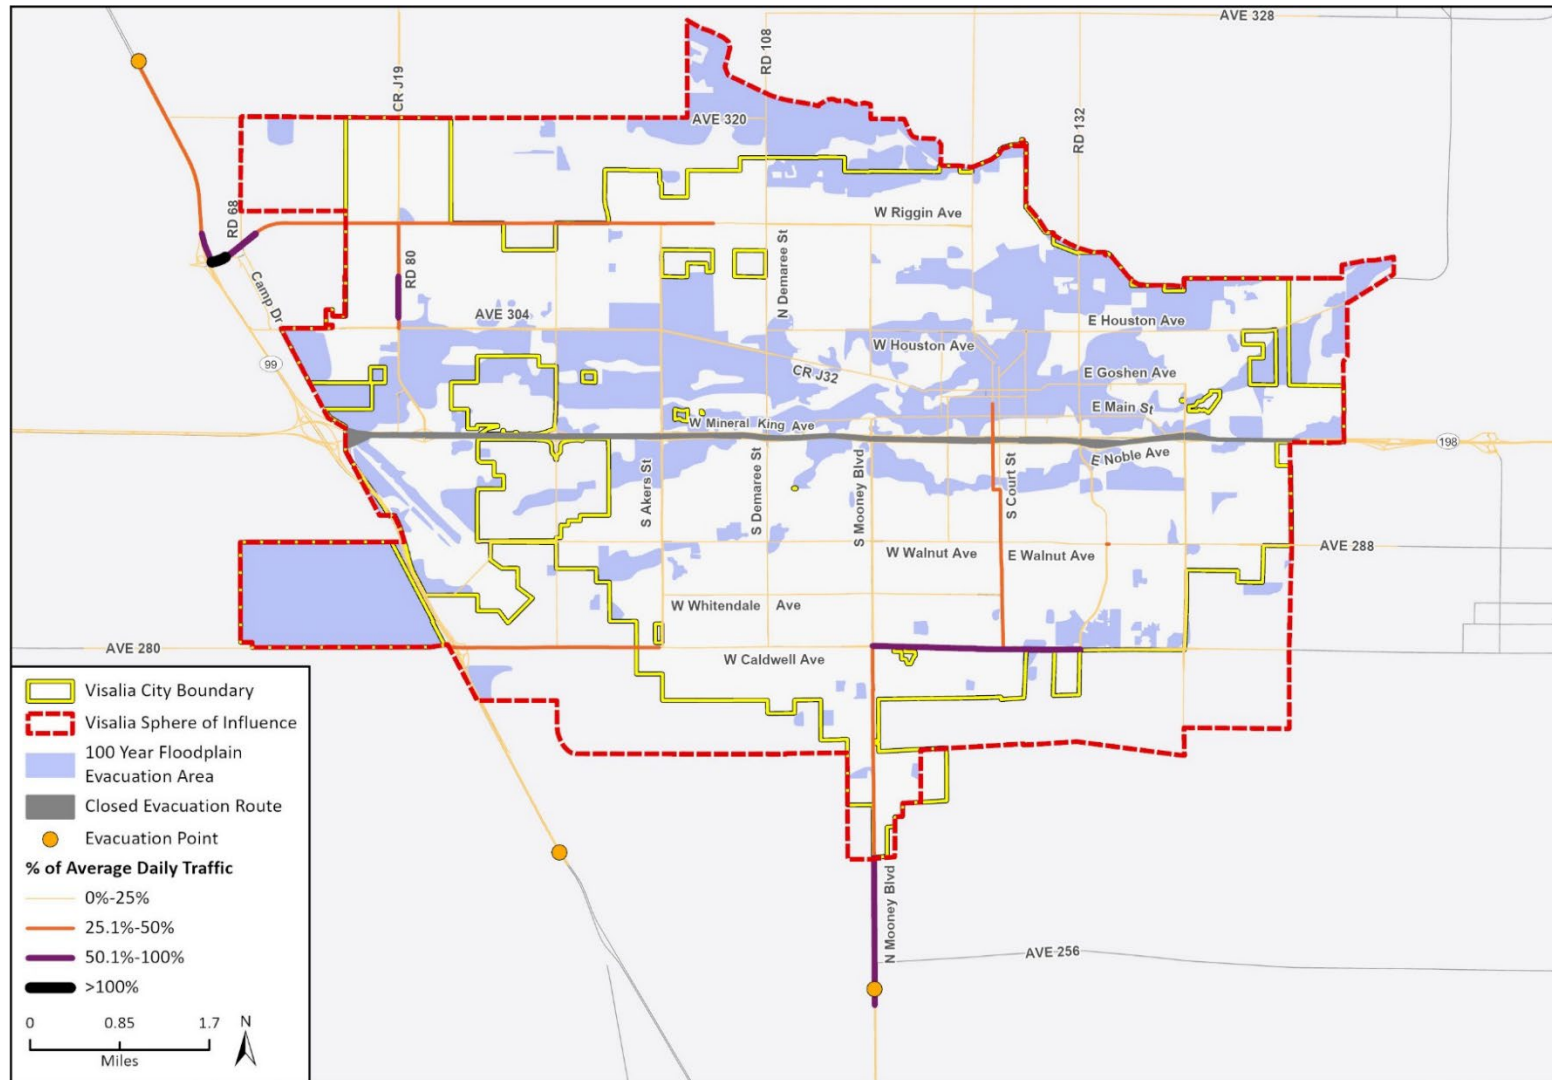 AVE 328
RD 108
CR J19
AVE 320
RD 132
RD 68
W Riggin Ave
Camp Dr
RD 80
N Demaree St
AVE 304
E Houston Ave
W Houston Ave
99
CR J32
E Goshen Ave
E Main St
W Mineral King Ave
198
E Noble Ave
S Akers St
S Demaree St
S Mooney Blvd
S Court St
W Walnut Ave
E Walnut Ave
AVE 288
W Whitendale Ave
AVE 280
W Caldwell Ave
N Mooney Blvd
AVE 256
Visalia City Boundary
Visalia Sphere of Influence
100 Year Floodplain
Evacuation Area
Closed Evacuation Route
Evacuation Point
% of Average Daily Traffic
0%-25%
25.1%-50%
50.1%-100%
>100%
0 0.85 1.7
Miles
N